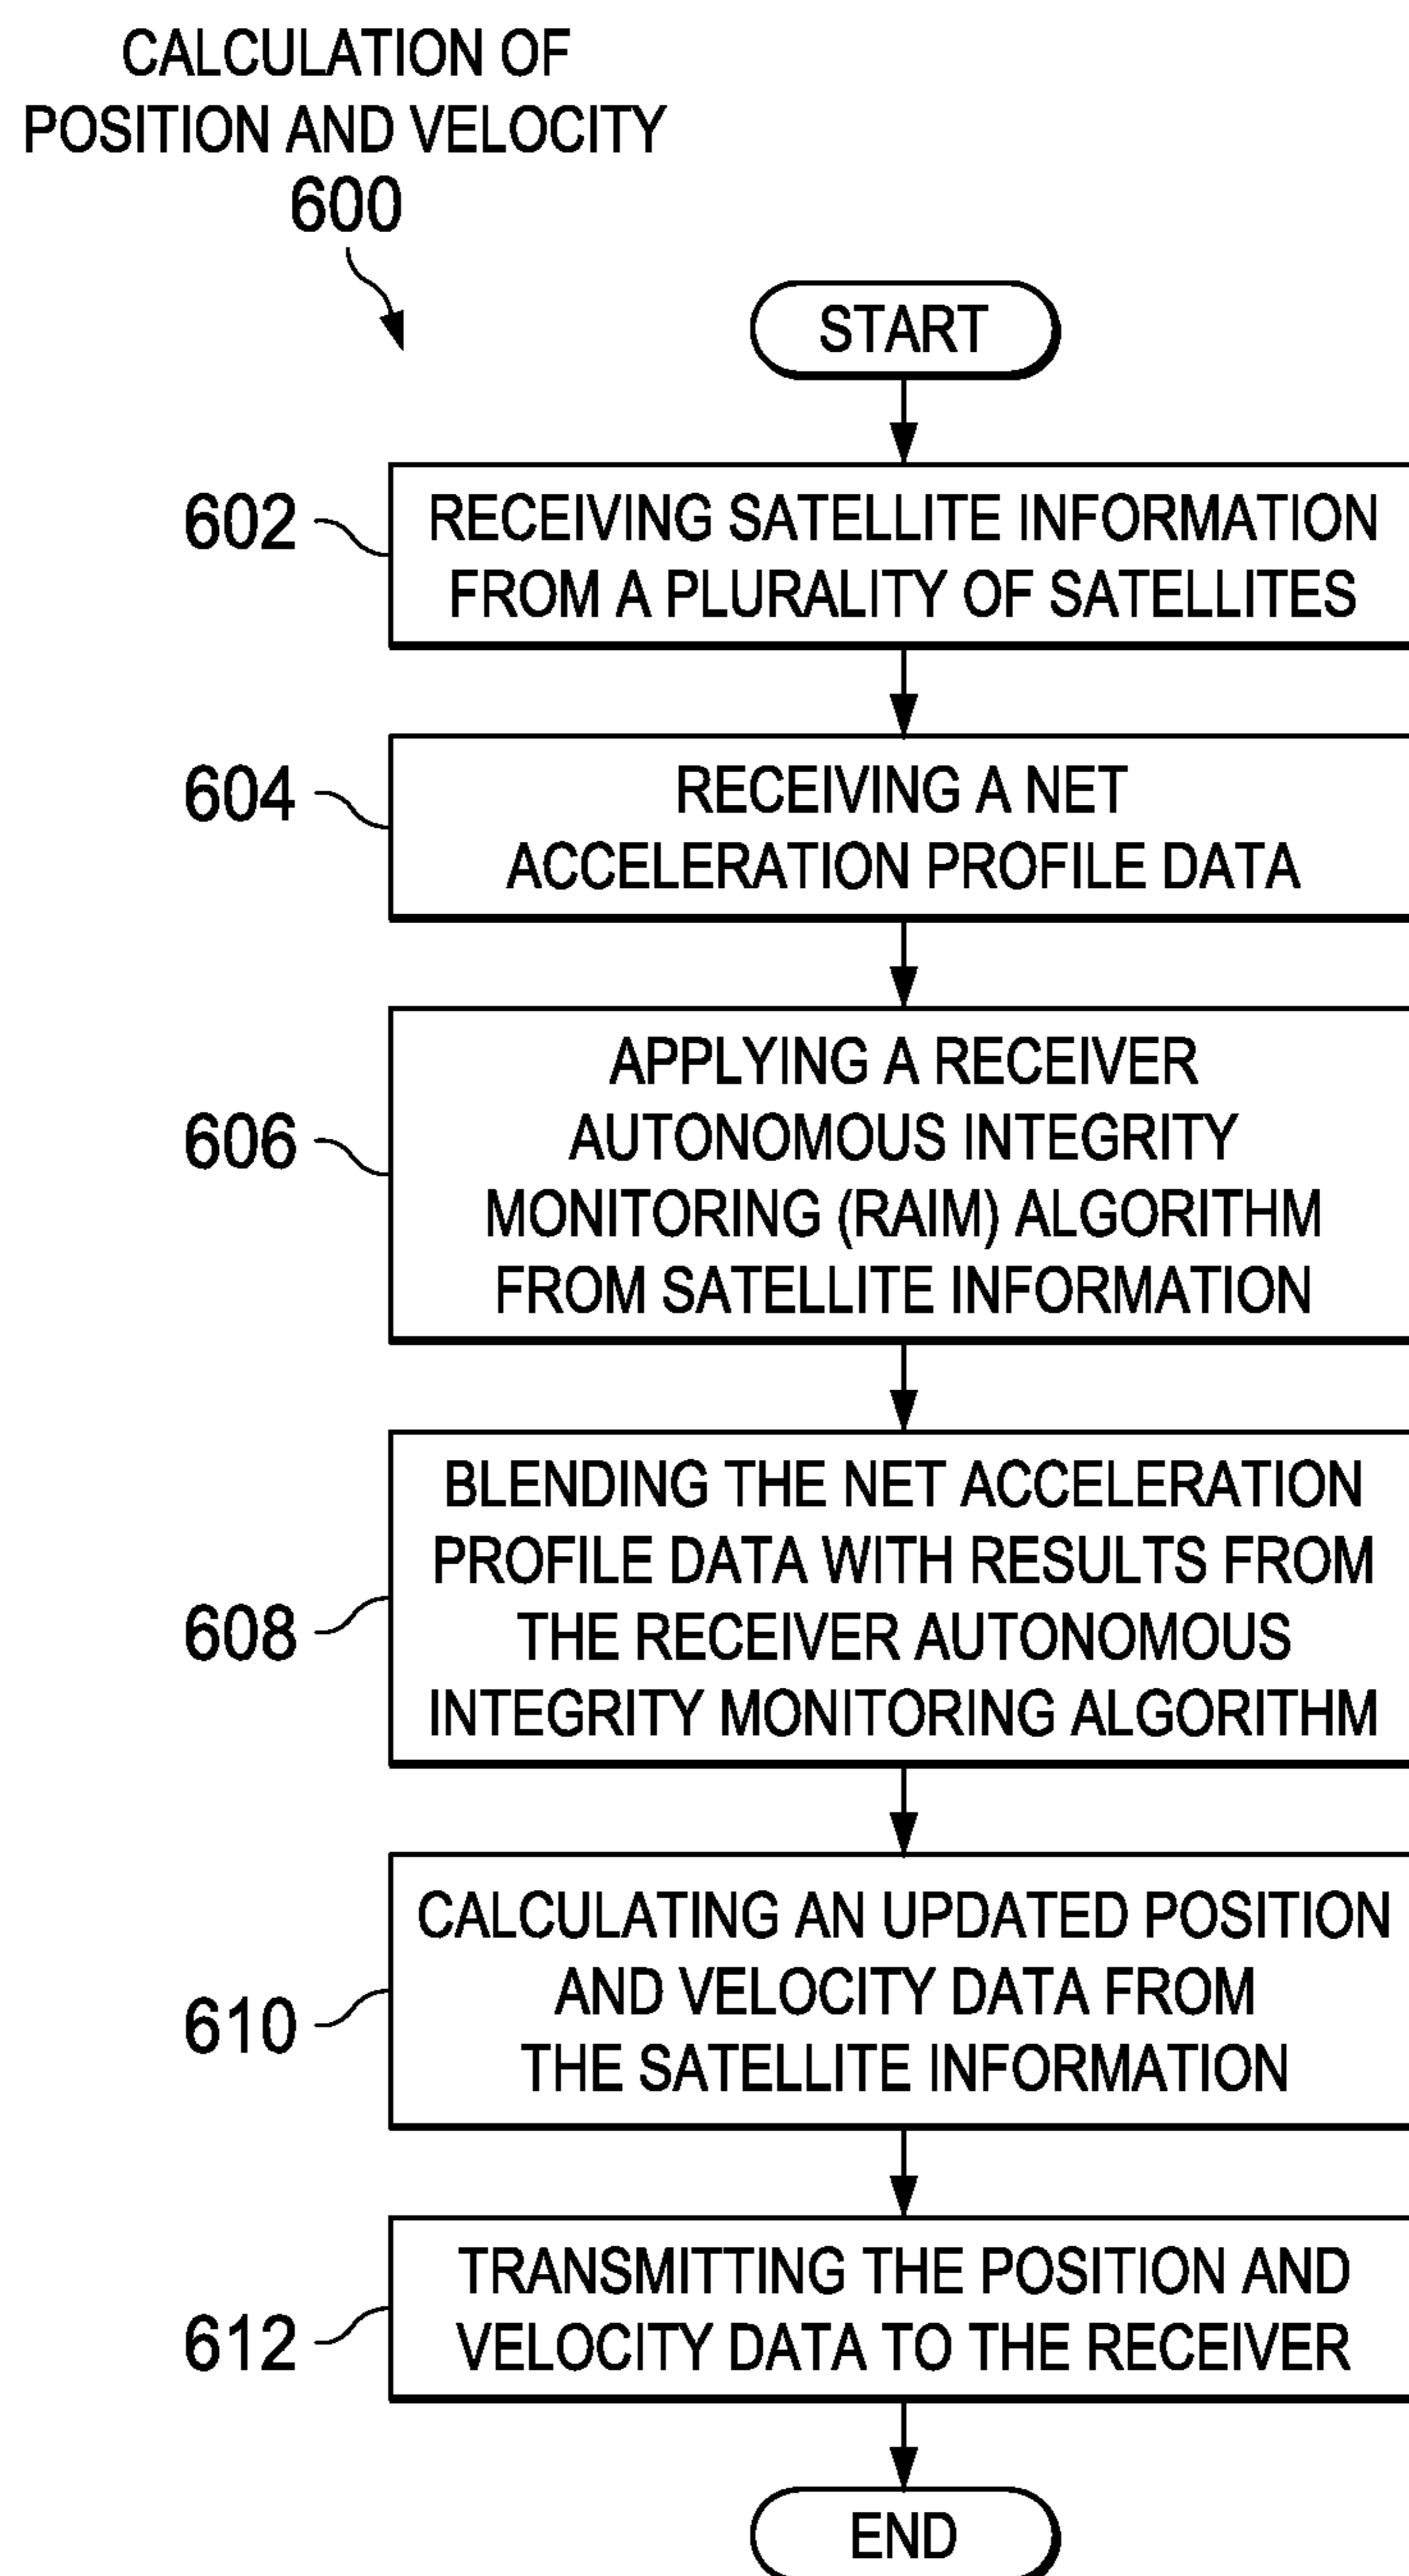 CALCULATION OF
POSITION AND VELOCITY
600
START
602
RECEIVING SATELLITE INFORMATION
FROM A PLURALITY OF SATELLITES
604
RECEIVING A NET
ACCELERATION PROFILE DATA
606
APPLYING A RECEIVER
AUTONOMOUS INTEGRITY
MONITORING (RAIM) ALGORITHM
FROM SATELLITE INFORMATION
608
BLENDING THE NET ACCELERATION
PROFILE DATA WITH RESULTS FROM
THE RECEIVER AUTONOMOUS
INTEGRITY MONITORING ALGORITHM
610
CALCULATING AN UPDATED POSITION
AND VELOCITY DATA FROM
THE SATELLITE INFORMATION
612
TRANSMITTING THE POSITION AND
VELOCITY DATA TO THE RECEIVER
END